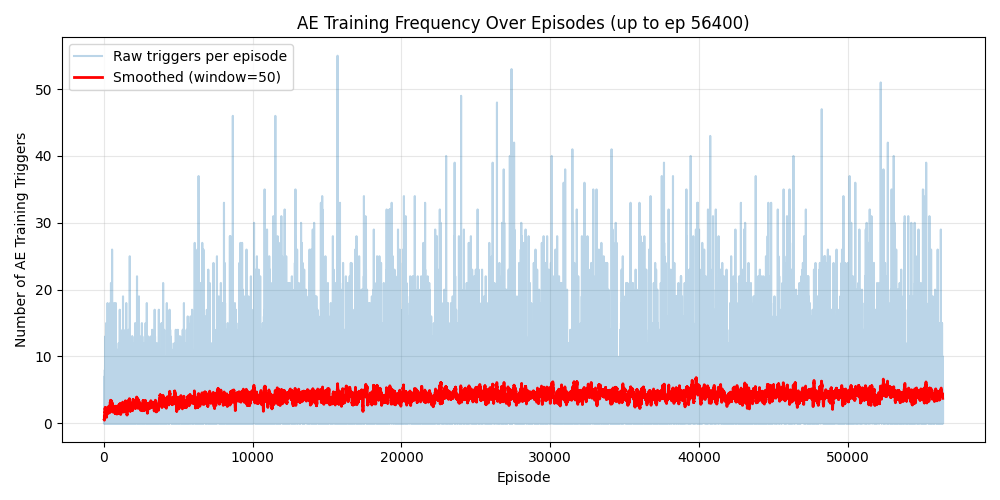 AE Training Frequency Over Episodes (up to ep 56400)
Raw triggers per episode
Smoothed (window=50)
Number of AE Training Triggers
50
40
30
20
10
0
0
10000
20000
30000
40000
50000
Episode